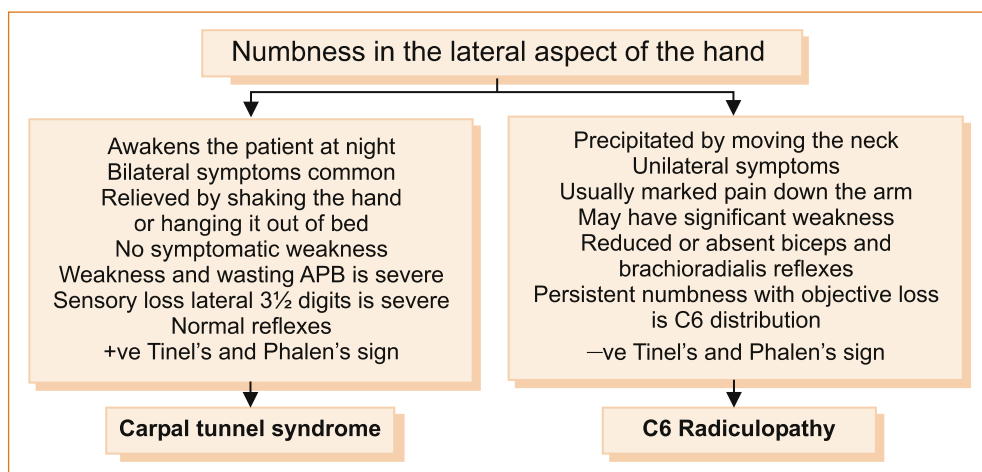 Numbness in the lateral aspect of the hand
Awakens the patient at night
Bilateral symptoms common
Relieved by shaking the hand
or hanging it out of bed
No symptomatic weakness
Weakness and wasting APB is severe
Sensory loss lateral 3½ digits is severe
Normal reflexes
+ve Tinel's and Phalen's sign
Carpal tunnel syndrome
Precipitated by moving the neck
Unilateral symptoms
Usually marked pain down the arm
May have significant weakness
Reduced or absent biceps and
brachioradialis reflexes
Persistent numbness with objective loss
is C6 distribution
—ve Tinel's and Phalen's sign
C6 Radiculopathy